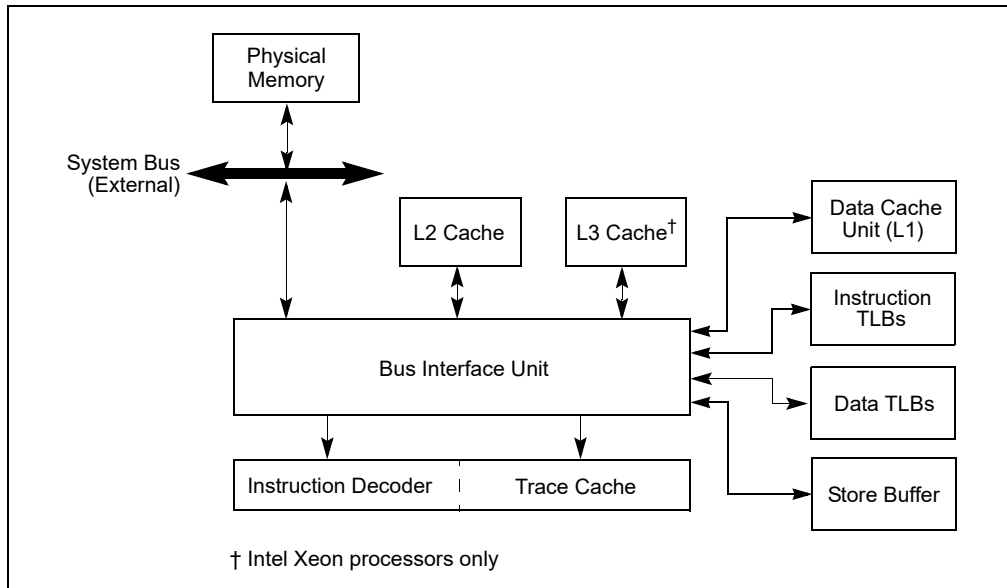 Physical
Memory
System Bus
(External)
L2 Cache
L3 Cache†
Data Cache
Unit (L1)
Instruction
TLBs
Bus Interface Unit
Data TLBs
Instruction Decoder
Trace Cache
Store Buffer
† Intel Xeon processors only